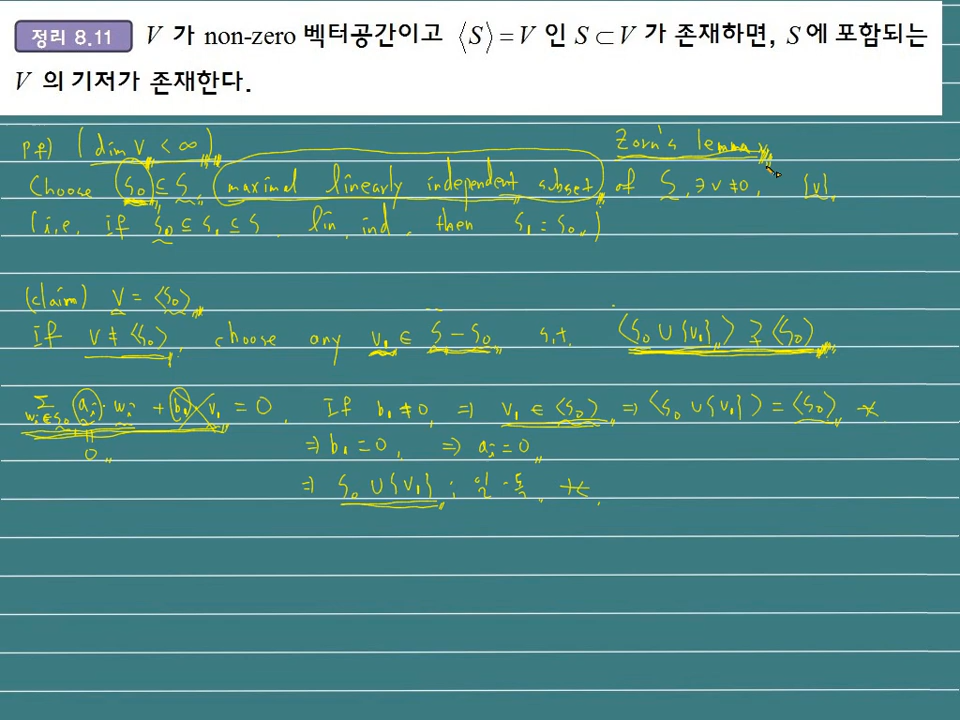 정리 8.11 V 가 non-zero 벡터공간이고 ⟨S⟩=V 인 S⊂V 가 존재하면, S에 포함되는
V 의 기저가 존재한다.
pf) (dim V < ∞) Zorn's lemma
Choose S₀ ⊆ S, maximal linearly independent subset of S, ∃v≠0, {v}
(i.e. if S₀ ⊆ S₁ ⊆ S, lin. ind, then S₁ = S₀)
(claim) V = ⟨S₀⟩
If V ≠ ⟨S₀⟩, choose any v₁ ∈ S − S₀ s.t. ⟨S₀ ∪ {v₁}⟩ ⊋ ⟨S₀⟩
∑_{wᵢ∈S₀} aᵢ·wᵢ + b₁·v₁ = 0. If b₁≠0, ⇒ v₁ ∈ ⟨S₀⟩ ⇒ ⟨S₀ ∪ {v₁}⟩ = ⟨S₀⟩ ※
0 ⇒ b₁ = 0, ⇒ aᵢ = 0
⇒ S₀ ∪ {v₁} ; 일·독 ※